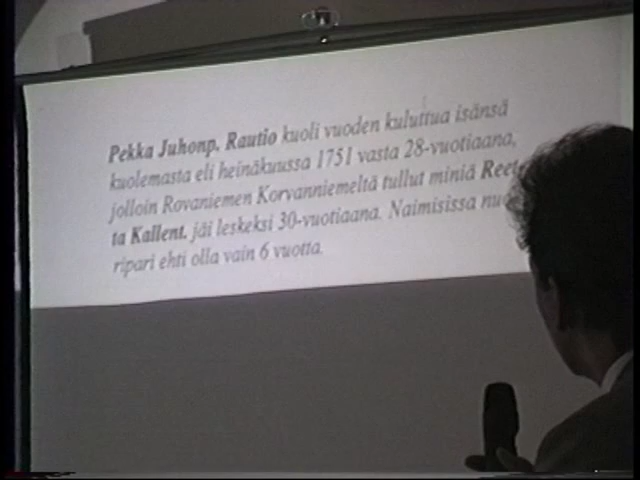 Pekka Juhonp. Rautio kuoli vuoden kuluttua isänsä
kuolemasta eli heinäkuussa 1751 vasta 28-vuotiaana,
jolloin Rovaniemen Korvanniemeltä tullut miniä Reet-
ta Kallent. jäi leskeksi 30-vuotiaana. Naimisissa
ripari ehti olla vain 6 vuotta.